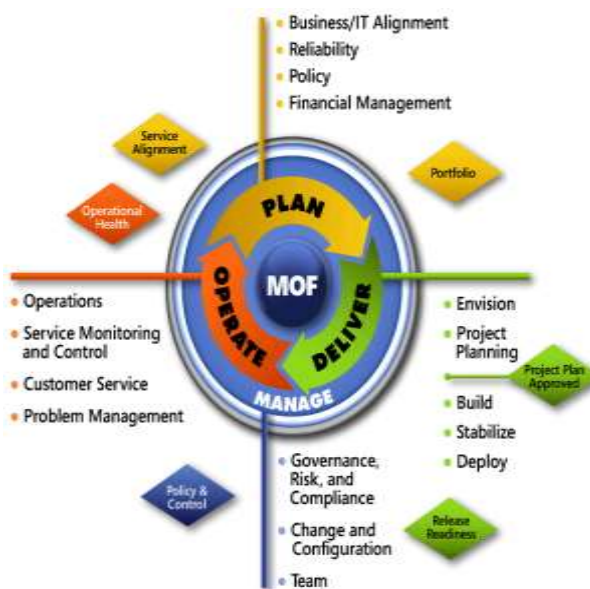 Business/IT Alignment
Reliability
Policy
Financial Management
Service
Alignment
Portfolio
Operational
Health
PLAN
MOF
OPERATE
DELIVER
MANAGE
Operations
Service Monitoring
and Control
Customer Service
Problem Management
Envision
Project
Planning
Project Plan
Approved
Build
Stabilize
Deploy
Policy &
Control
Governance,
Risk, and
Compliance
Change and
Configuration
Team
Release
Readiness